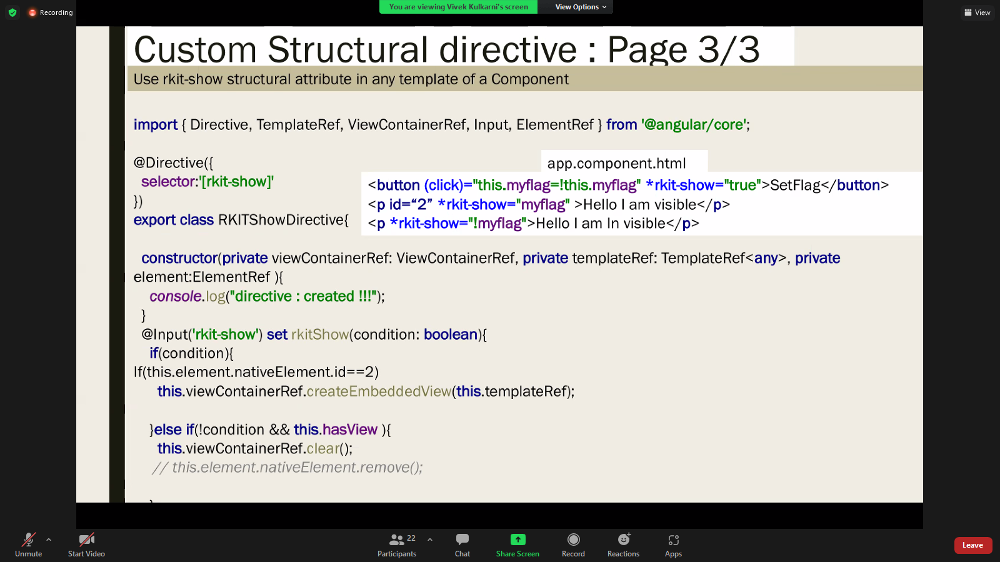 You are viewing Vivek Kulkarni's screen
View Options
Recording
View
Custom Structural directive : Page 3/3
Use rkit-show structural attribute in any template of a Component
import { Directive, TemplateRef, ViewContainerRef, Input, ElementRef } from '@angular/core';
@Directive({
selector:'[rkit-show]'
})
export class RKITShowDirective{
app.component.html
<button (click)="this.myflag=!this.myflag" *rkit-show="true">SetFlag</button>
<p id=“2” *rkit-show="myflag" >Hello I am visible</p>
<p *rkit-show="!myflag">Hello I am In visible</p>
constructor(private viewContainerRef: ViewContainerRef, private templateRef: TemplateRef<any>, private
element:ElementRef ){
console.log("directive : created !!!");
}
@Input('rkit-show') set rkitShow(condition: boolean){
if(condition){
If(this.element.nativeElement.id==2)
this.viewContainerRef.createEmbeddedView(this.templateRef);
}else if(!condition && this.hasView ){
this.viewContainerRef.clear();
// this.element.nativeElement.remove();
}
Unmute
Start Video
22
Participants
Chat
Share Screen
Record
Reactions
Apps
Leave